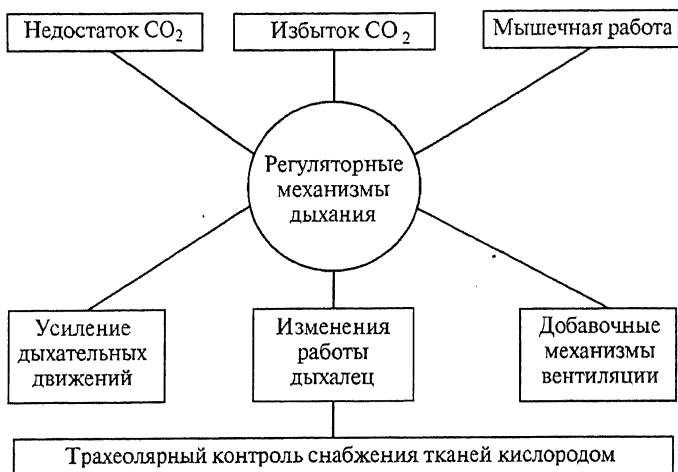 Недостаток CO₂
Избыток CO₂
Мышечная работа
Регуляторные
механизмы
дыхания
Усиление
дыхательных
движений
Изменения
работы
дыхалец
Добавочные
механизмы
вентиляции
Трахеолярный контроль снабжения тканей кислородом